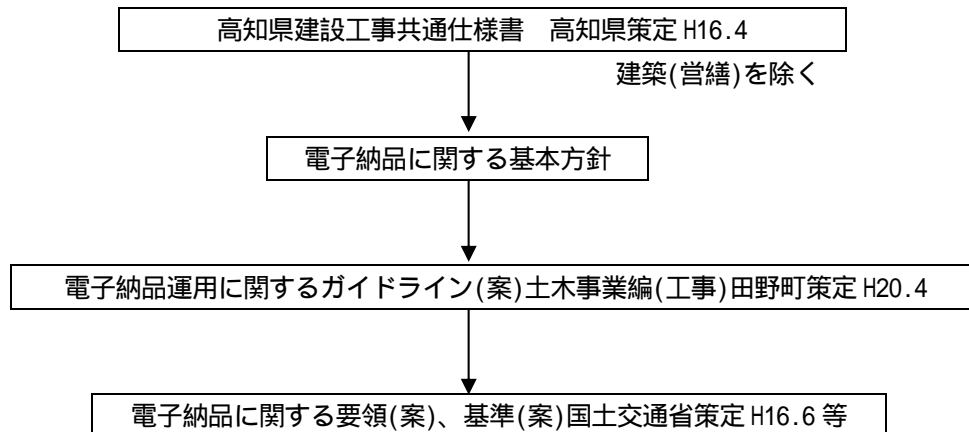 高知県建設工事共通仕様書　高知県策定 H16.4
建築(営繕)を除く
電子納品に関する基本方針
電子納品運用に関するガイドライン(案)土木事業編(工事)田野町策定 H20.4
電子納品に関する要領(案)、基準(案)国土交通省策定 H16.6 等